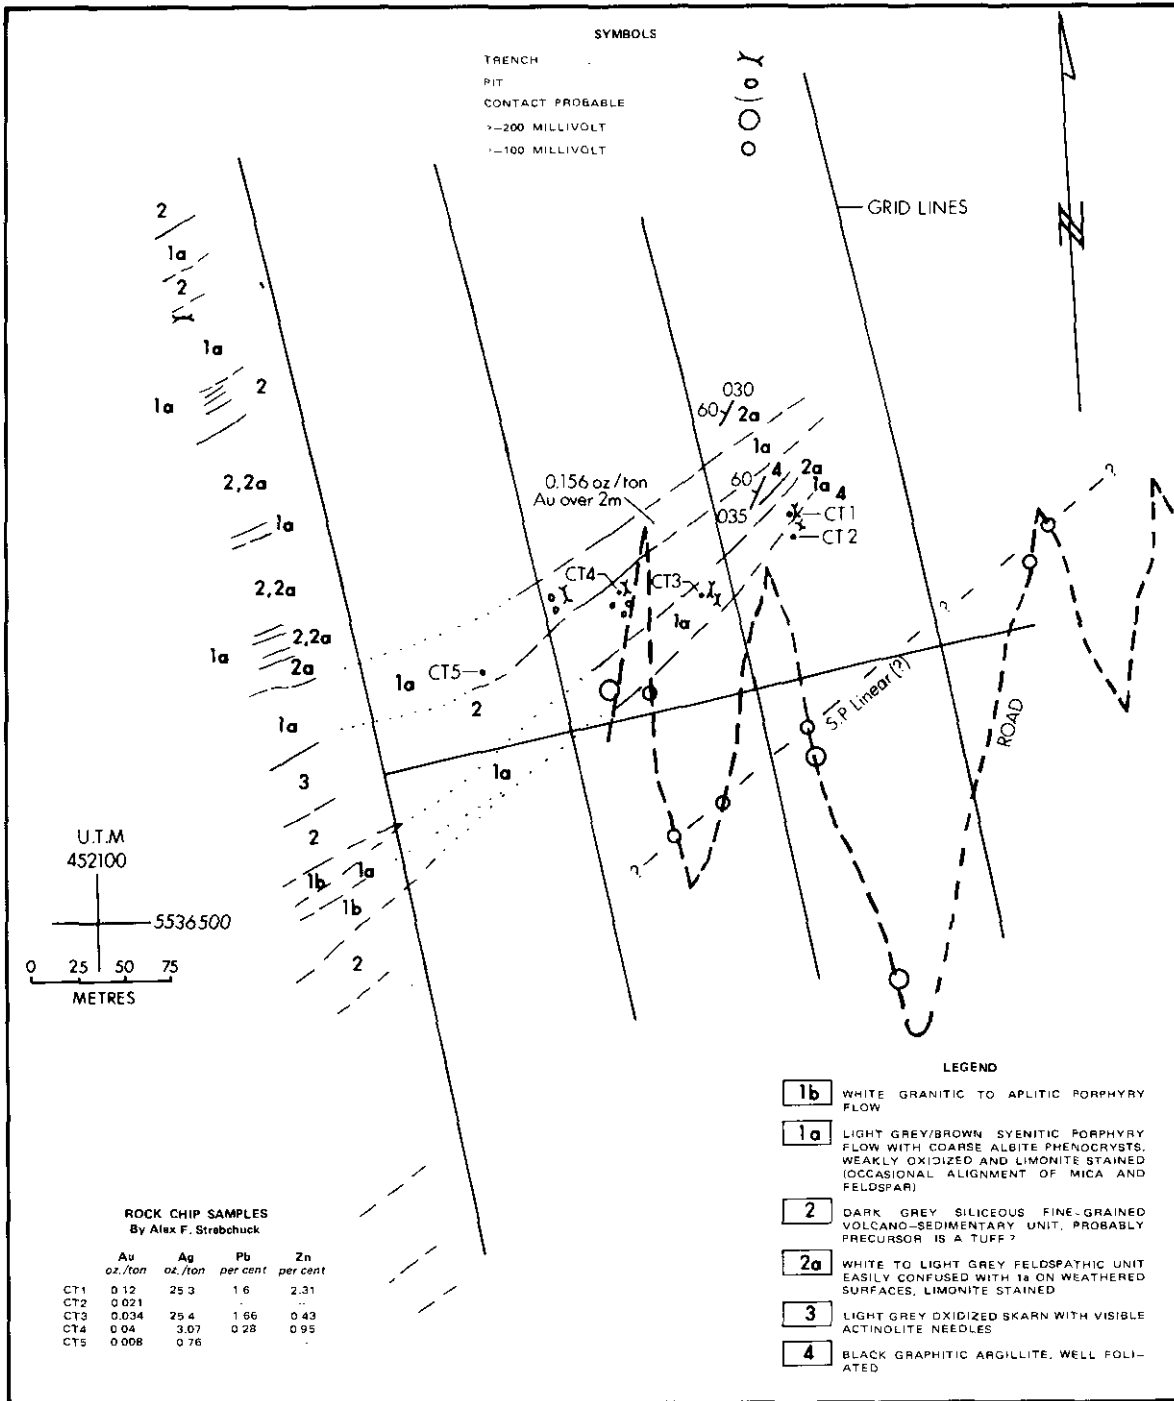 SYMBOLS
TRENCH
PIT
CONTACT PROBABLE
>–200 MILLIVOLT
>–100 MILLIVOLT
GRID LINES
N
2
1a
2
1a
2
1a
2,2a
1a
2,2a
2,2a
1a
2a
1a
3
2
1b
1a
1b
2
030
60
2a
1a
4
2a
60
1a
4
035
0.156 oz/ton
Au over 2m
CT1
CT2
CT4
CT3
1a
CT5
1a
2
1a
?
?
?
S.P. Linear (?)
ROAD
U.T.M
452100
5536500
0 25 50 75
METRES
ROCK CHIP SAMPLES
By Alex F. Strebchuck
Au Ag Pb Zn
oz./ton oz./ton per cent per cent
CT1 0.12 25.3 1.6 2.31
CT2 0.021
CT3 0.034 25.4 1.66 0.43
CT4 0.04 3.07 0.28 0.95
CT5 0.008 0.76
LEGEND
1b WHITE GRANITIC TO APLITIC PORPHYRY
FLOW
1a LIGHT GREY/BROWN SYENITIC PORPHYRY
FLOW WITH COARSE ALBITE PHENOCRYSTS,
WEAKLY OXIDIZED AND LIMONITE STAINED
(OCCASIONAL ALIGNMENT OF MICA AND
FELDSPAR)
2 DARK GREY SILICEOUS FINE-GRAINED
VOLCANO-SEDIMENTARY UNIT, PROBABLY
PRECURSOR IS A TUFF ?
2a WHITE TO LIGHT GREY FELDSPATHIC UNIT
EASILY CONFUSED WITH 1a ON WEATHERED
SURFACES, LIMONITE STAINED
3 LIGHT GREY OXIDIZED SKARN WITH VISIBLE
ACTINOLITE NEEDLES
4 BLACK GRAPHITIC ARGILLITE, WELL FOLI-
ATED